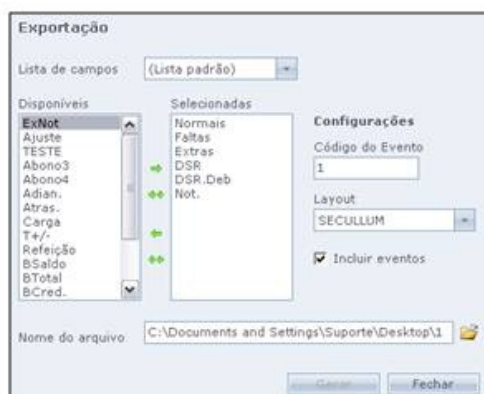 Exportação
Lista de campos
(Lista padrão)
Disponíveis
ExNot
Ajuste
TESTE
Abono3
Abono4
Adian.
Atras.
Carga
T+/-
Refeição
BSaldo
BTotal
BCred.
Selecionadas
Normais
Faltas
Extras
DSR
DSR.Deb
Not.
Configurações
Código do Evento
1
Layout
SECULLUM
Incluir eventos
Nome do arquivo
C:\Documents and Settings\Suporte\Desktop\1
Gerar
Fechar